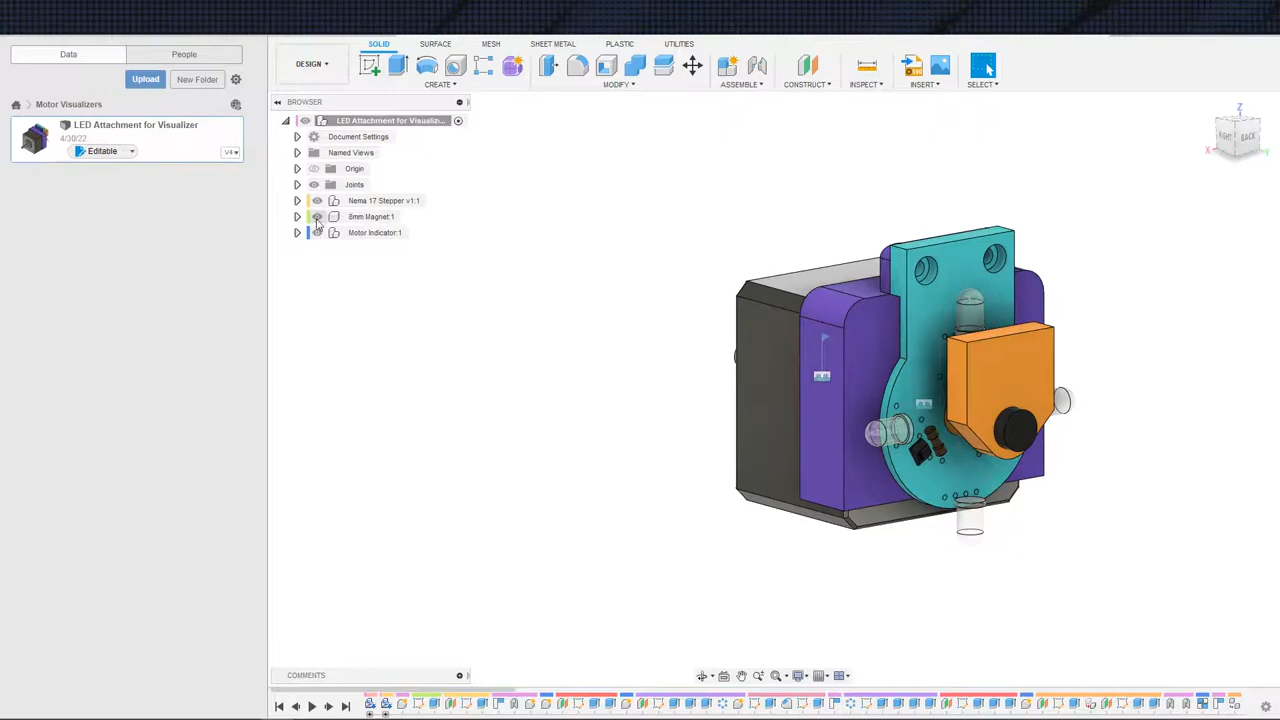 Data
People
SOLID
SURFACE
MESH
SHEET METAL
PLASTIC
UTILITIES
DESIGN
Upload
New Folder
CREATE
MODIFY
ASSEMBLE
CONSTRUCT
INSPECT
INSERT
SELECT
Motor Visualizers
BROWSER
LED Attachment for Visualizer
4/30/22
Editable
V4
LED Attachment for Visualiz...
Document Settings
Named Views
Origin
Joints
Nema 17 Stepper v1:1
8mm Magnet:1
Motor Indicator:1
Z
RIGHT
BACK
X
Y
COMMENTS